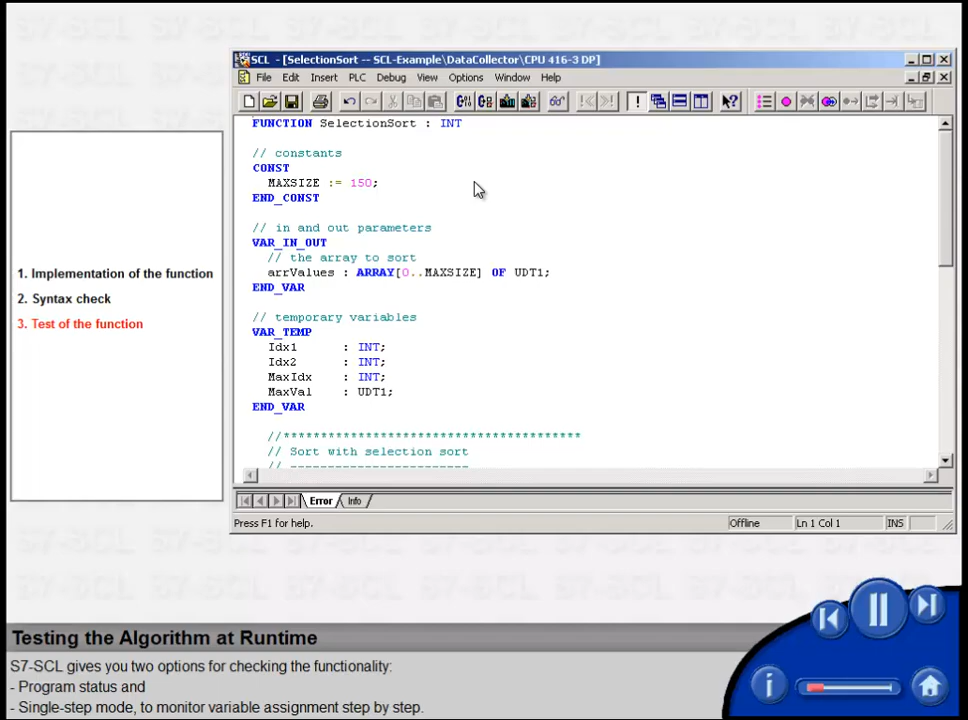 SCL - [SelectionSort -- SCL-Example\DataCollector\CPU 416-3 DP]
File Edit Insert PLC Debug View Options Window Help
FUNCTION SelectionSort : INT
// constants
CONST
MAXSIZE := 150;
END_CONST
// in and out parameters
VAR_IN_OUT
// the array to sort
arrValues : ARRAY[0..MAXSIZE] OF UDT1;
END_VAR
// temporary variables
VAR_TEMP
Idx1 : INT;
Idx2 : INT;
MaxIdx : INT;
MaxVal : UDT1;
END_VAR
//****************************************
// Sort with selection sort
// ------------------------
Error Info
Press F1 for help. Offline Ln 1 Col 1 INS
1. Implementation of the function
2. Syntax check
3. Test of the function
Testing the Algorithm at Runtime
S7-SCL gives you two options for checking the functionality:
- Program status and
- Single-step mode, to monitor variable assignment step by step.